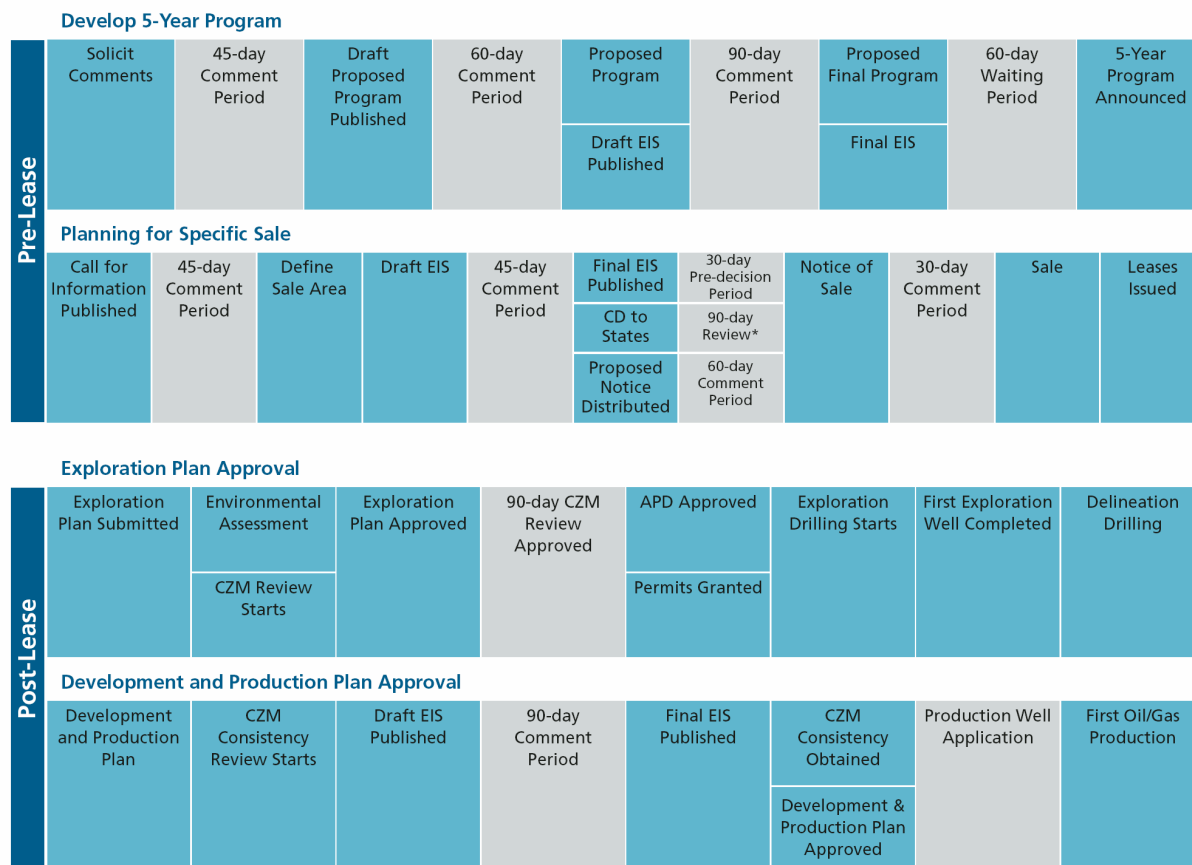 Develop 5-Year Program
Pre-Lease
Solicit
Comments
45-day
Comment
Period
Draft
Proposed
Program
Published
60-day
Comment
Period
Proposed
Program
Draft EIS
Published
90-day
Comment
Period
Proposed
Final Program
Final EIS
60-day
Waiting
Period
5-Year
Program
Announced
Planning for Specific Sale
Call for
Information
Published
45-day
Comment
Period
Define
Sale Area
Draft EIS
45-day
Comment
Period
Final EIS
Published
CD to
States
Proposed
Notice
Distributed
30-day
Pre-decision
Period
90-day
Review*
60-day
Comment
Period
Notice of
Sale
30-day
Comment
Period
Sale
Leases
Issued
Exploration Plan Approval
Post-Lease
Exploration
Plan Submitted
Environmental
Assessment
CZM Review
Starts
Exploration
Plan Approved
90-day CZM
Review
Approved
APD Approved
Permits Granted
Exploration
Drilling Starts
First Exploration
Well Completed
Delineation
Drilling
Development and Production Plan Approval
Development
and Production
Plan
CZM
Consistency
Review Starts
Draft EIS
Published
90-day
Comment
Period
Final EIS
Published
CZM
Consistency
Obtained
Development &
Production Plan
Approved
Production Well
Application
First Oil/Gas
Production